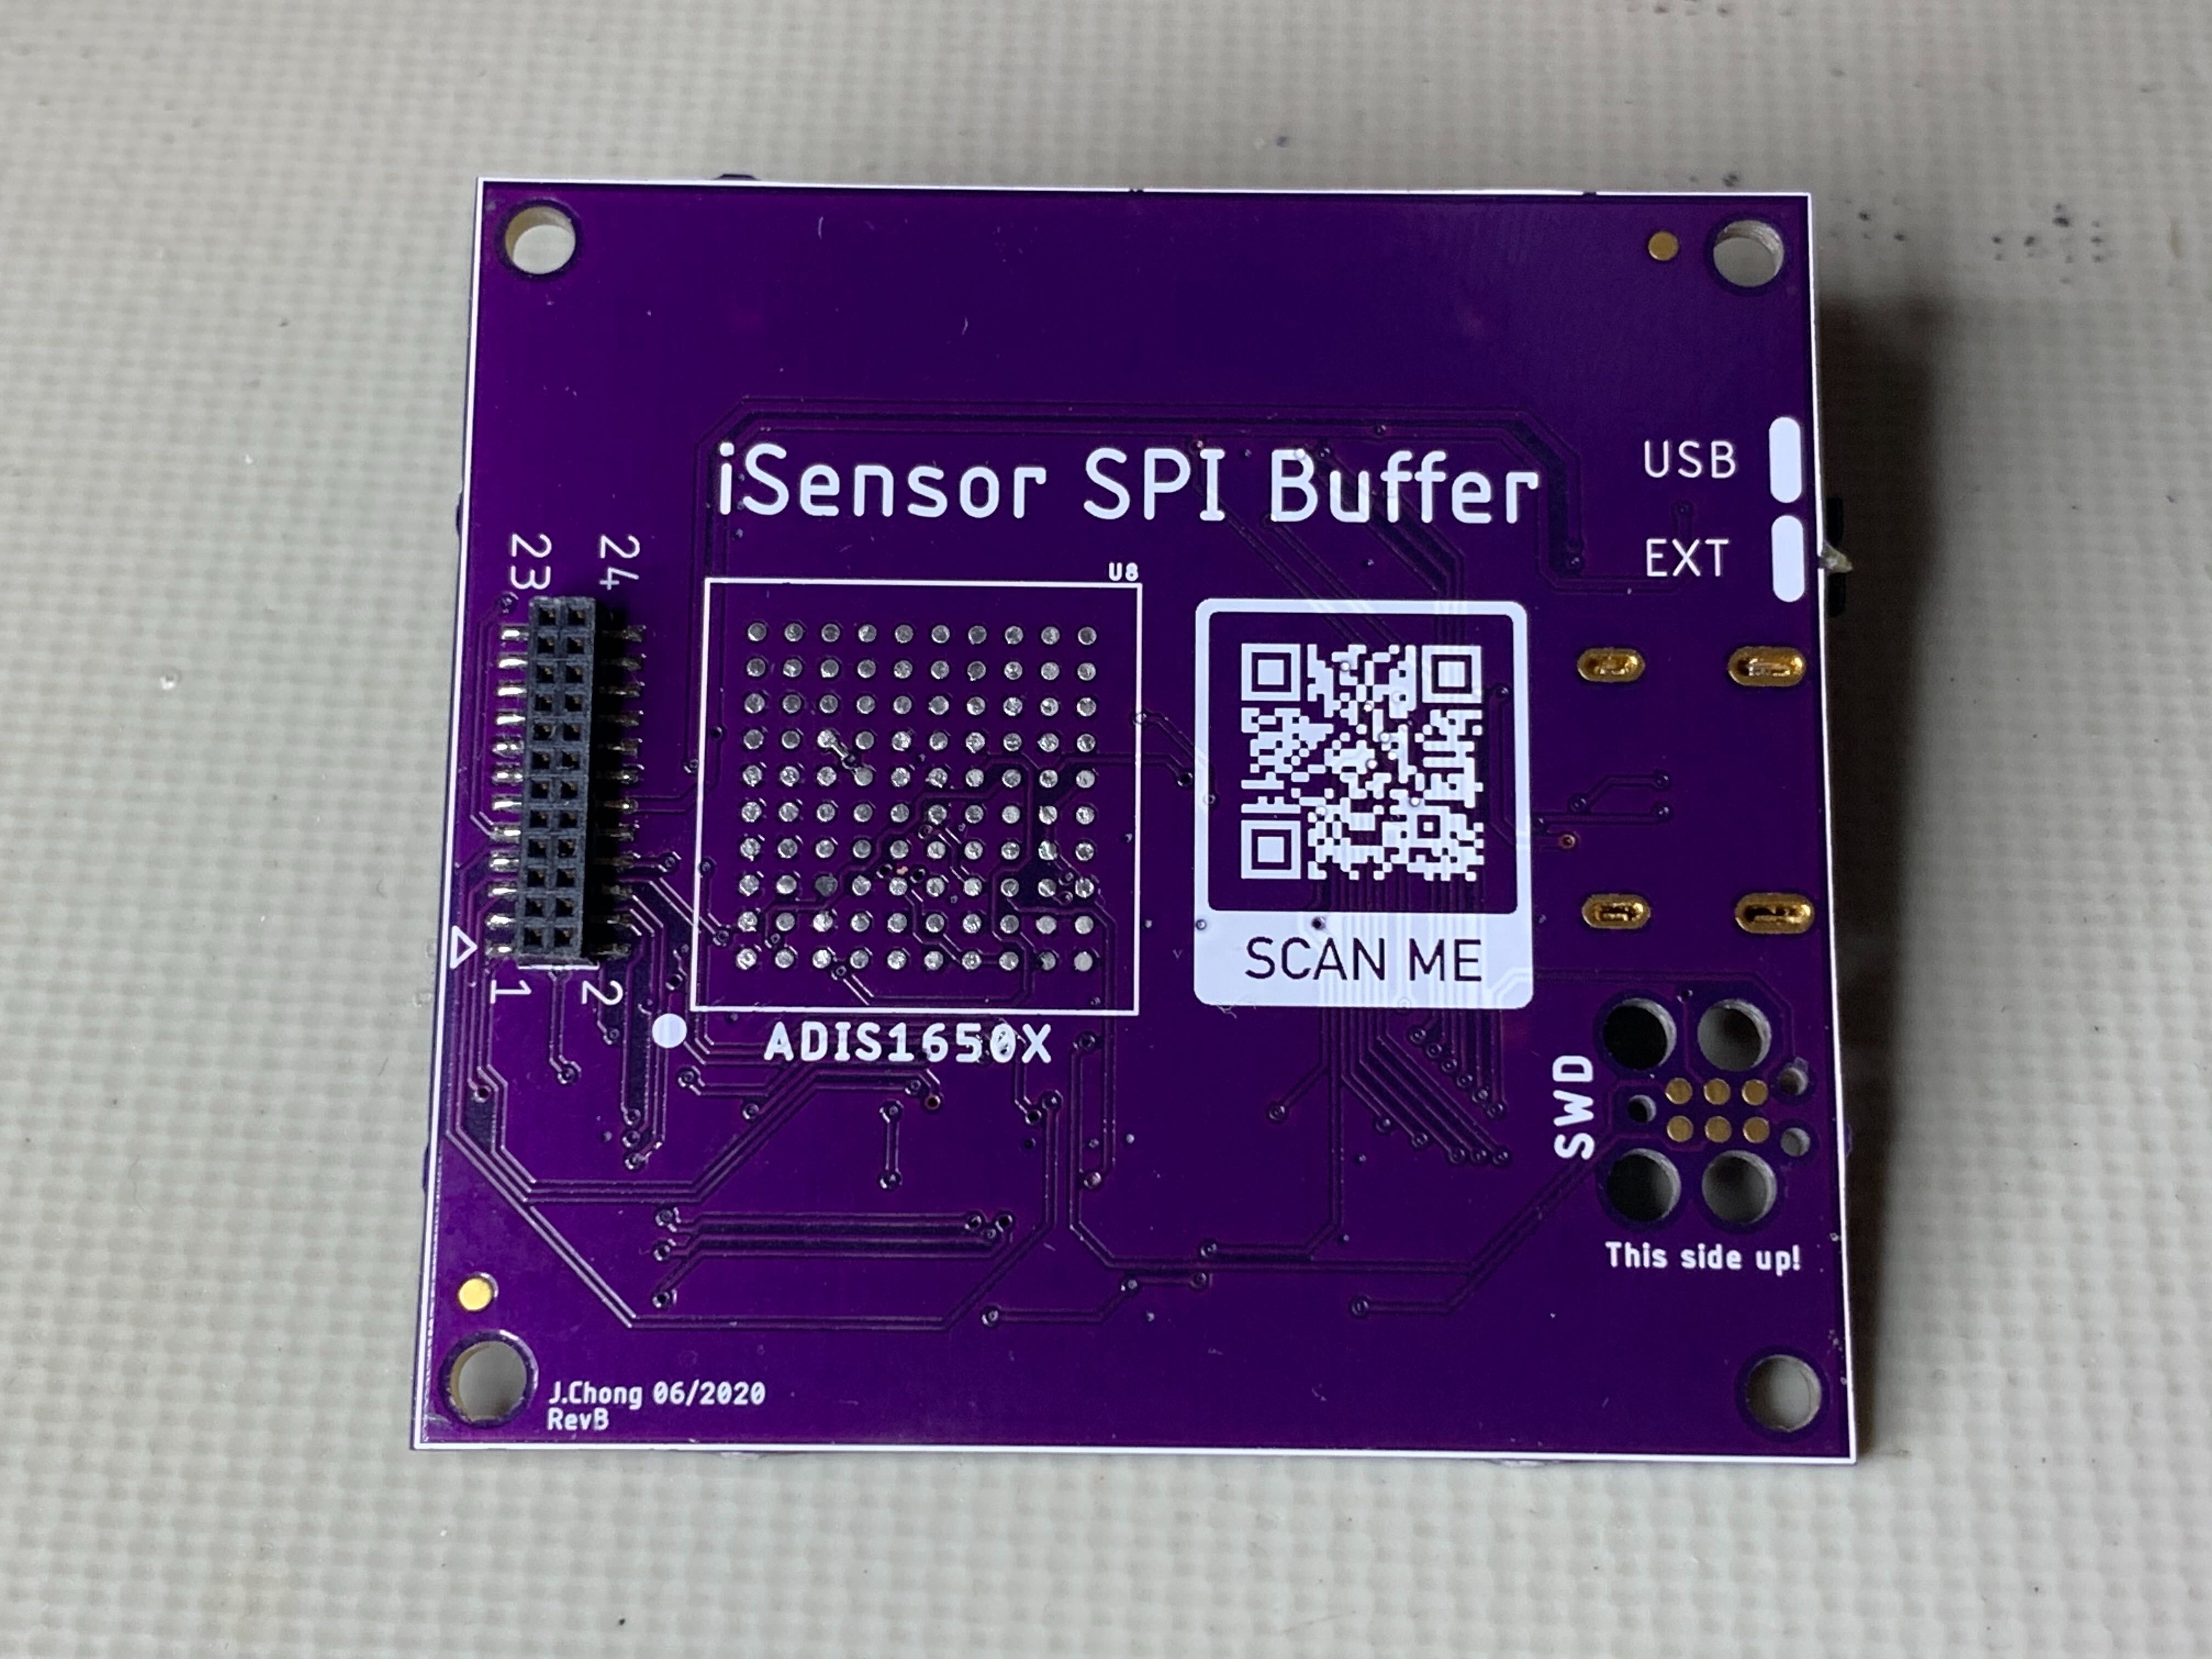 iSensor SPI Buffer
USB
EXT
23 24
U8
1 2
SCAN ME
ADIS1650X
SWD
This side up!
J.Chong 06/2020
RevB